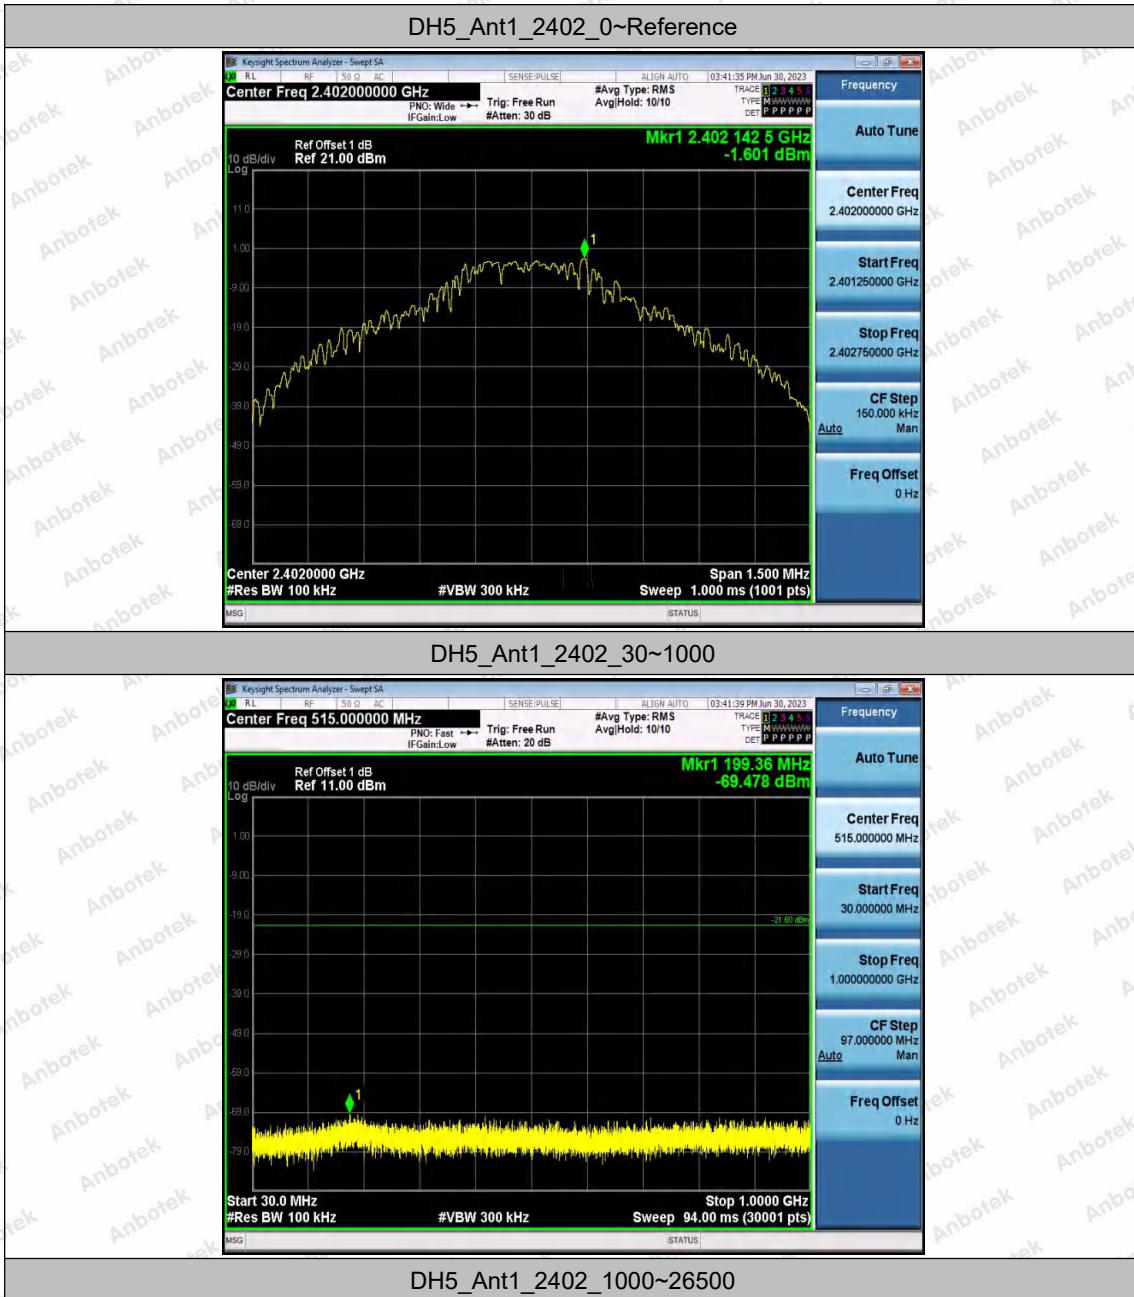 DH5_Ant1_2402_0~Reference
Keysight Spectrum Analyzer - Swept SA
RL RF 50 Ω AC SENSE:PULSE ALIGN AUTO 03:41:35 PM Jun 30, 2023
Center Freq 2.402000000 GHz
PNO: Wide
IFGain:Low
Trig: Free Run
#Atten: 30 dB
#Avg Type: RMS
Avg|Hold: 10/10
TRACE 1 2 3 4 5 6
TYPE M WWWWW
DET P P P P P P
Frequency
Mkr1 2.402 142 5 GHz
-1.601 dBm
Ref Offset 1 dB
10 dB/div Ref 21.00 dBm
Log
11.0
1.00
-9.00
-19.0
-29.0
-39.0
-49.0
-59.0
-69.0
1
Center 2.4020000 GHz Span 1.500 MHz
#Res BW 100 kHz #VBW 300 kHz Sweep 1.000 ms (1001 pts)
MSG STATUS
Auto Tune
Center Freq
2.402000000 GHz
Start Freq
2.401250000 GHz
Stop Freq
2.402750000 GHz
CF Step
150.000 kHz
Auto Man
Freq Offset
0 Hz
DH5_Ant1_2402_30~1000
Keysight Spectrum Analyzer - Swept SA
RL RF 50 Ω AC SENSE:PULSE ALIGN AUTO 03:41:39 PM Jun 30, 2023
Center Freq 515.000000 MHz
PNO: Fast
IFGain:Low
Trig: Free Run
#Atten: 20 dB
#Avg Type: RMS
Avg|Hold: 10/10
TRACE 1 2 3 4 5 6
TYPE M WWWWW
DET P P P P P P
Frequency
Mkr1 199.36 MHz
-69.478 dBm
Ref Offset 1 dB
10 dB/div Ref 11.00 dBm
Log
1.00
-9.00
-19.0
-29.0
-39.0
-49.0
-59.0
-69.0
-79.0
-21.60 dBm
1
Start 30.0 MHz Stop 1.0000 GHz
#Res BW 100 kHz #VBW 300 kHz Sweep 94.00 ms (30001 pts)
MSG STATUS
Auto Tune
Center Freq
515.000000 MHz
Start Freq
30.000000 MHz
Stop Freq
1.000000000 GHz
CF Step
97.000000 MHz
Auto Man
Freq Offset
0 Hz
DH5_Ant1_2402_1000~26500